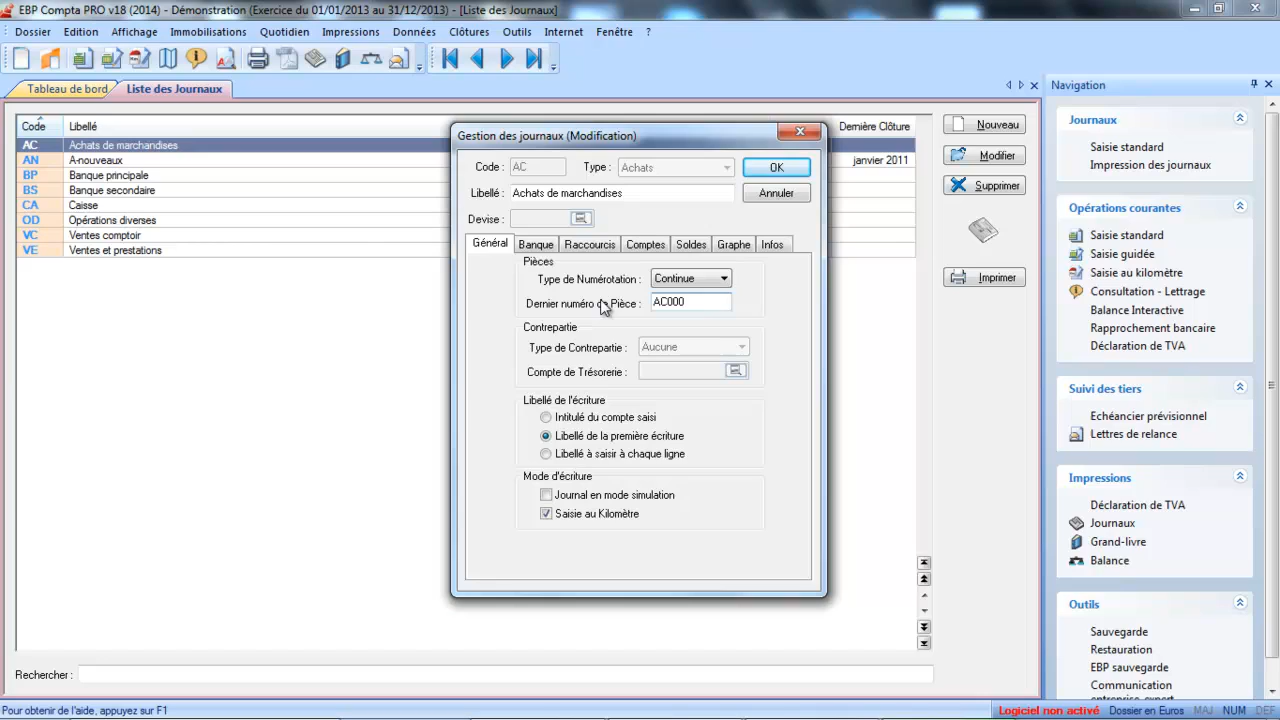 EBP Compta PRO v18 (2014) - Démonstration (Exercice du 01/01/2013 au 31/12/2013) - [Liste des Journaux]
Dossier Edition Affichage Immobilisations Quotidien Impressions Données Clôtures Outils Internet Fenêtre ?
Tableau de bord Liste des Journaux
Code Libellé Dernière Clôture
AC Achats de marchandises
AN A-nouveaux janvier 2011
BP Banque principale
BS Banque secondaire
CA Caisse
OD Opérations diverses
VC Ventes comptoir
VE Ventes et prestations
Rechercher :
Gestion des journaux (Modification)
Code : AC Type : Achats OK
Libellé : Achats de marchandises Annuler
Devise :
Général Banque Raccourcis Comptes Soldes Graphe Infos
Pièces
Type de Numérotation : Continue
Dernier numéro de Pièce : AC000
Contrepartie
Type de Contrepartie : Aucune
Compte de Trésorerie :
Libellé de l'écriture
Intitulé du compte saisi
Libellé de la première écriture
Libellé à saisir à chaque ligne
Mode d'écriture
Journal en mode simulation
Saisie au Kilomètre
Nouveau
Modifier
Supprimer
Imprimer
Navigation
Journaux
Saisie standard
Impression des journaux
Opérations courantes
Saisie standard
Saisie guidée
Saisie au kilomètre
Consultation - Lettrage
Balance Interactive
Rapprochement bancaire
Déclaration de TVA
Suivi des tiers
Echéancier prévisionnel
Lettres de relance
Impressions
Déclaration de TVA
Journaux
Grand-livre
Balance
Outils
Sauvegarde
Restauration
EBP sauvegarde
Communication
entreprise-expert
Pour obtenir de l'aide, appuyez sur F1
Logiciel non activé Dossier en Euros MAJ NUM DEF